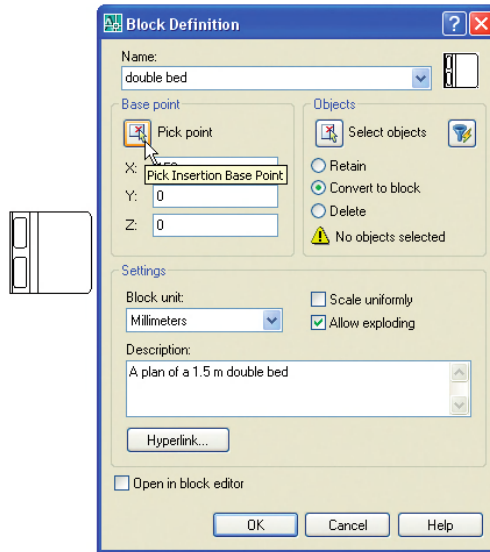 Block Definition
Name:
double bed
Base point
Pick point
X:
Pick Insertion Base Point
Y: 0
Z: 0
Objects
Select objects
Retain
Convert to block
Delete
No objects selected
Settings
Block unit:
Millimeters
Scale uniformly
Allow exploding
Description:
A plan of a 1.5 m double bed
Hyperlink...
Open in block editor
OK Cancel Help